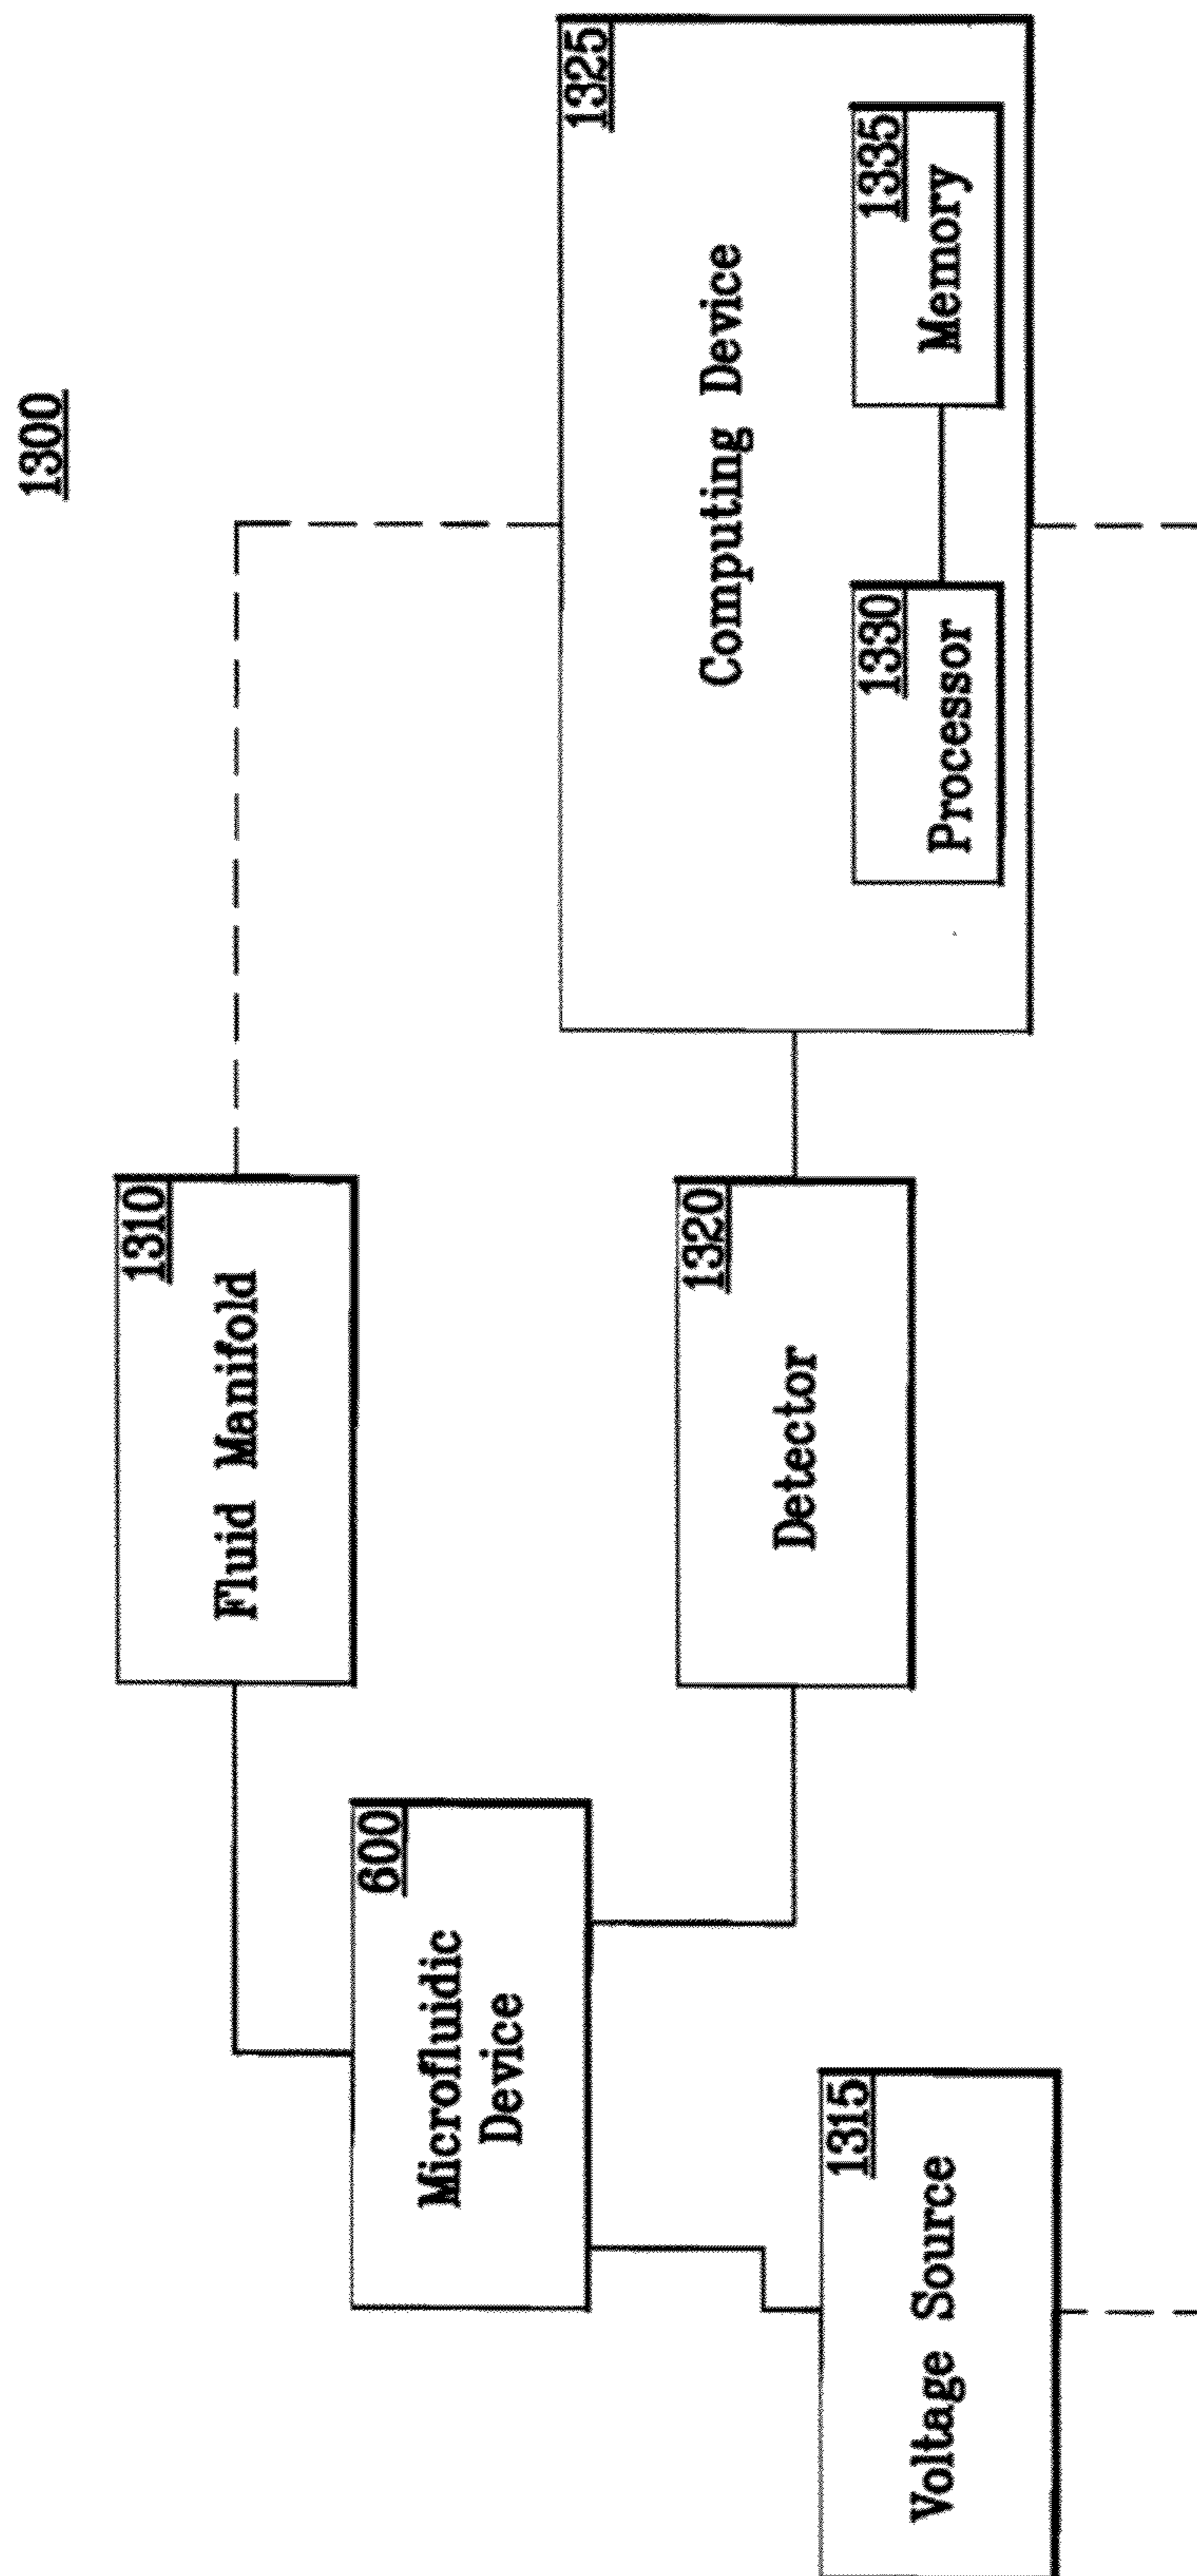 1300
1310
Fluid Manifold
600
Microfluidic
Device
1325
Computing Device
1320
Detector
1315
Voltage Source
1330
Processor
1335
Memory